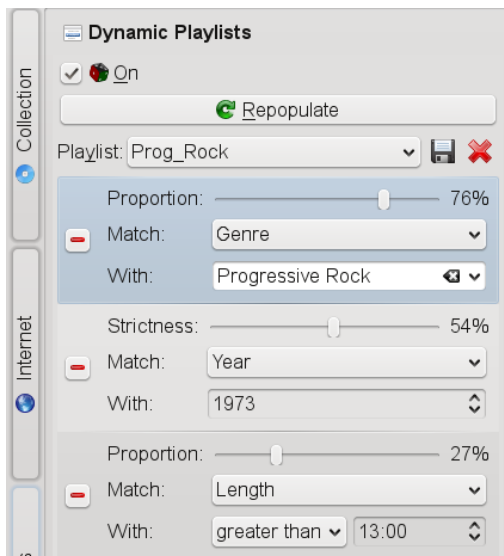 Dynamic Playlists
On
Repopulate
Playlist: Prog_Rock
Proportion: 76%
Match: Genre
With: Progressive Rock
Strictness: 54%
Match: Year
With: 1973
Proportion: 27%
Match: Length
With: greater than 13:00
Collection
Internet